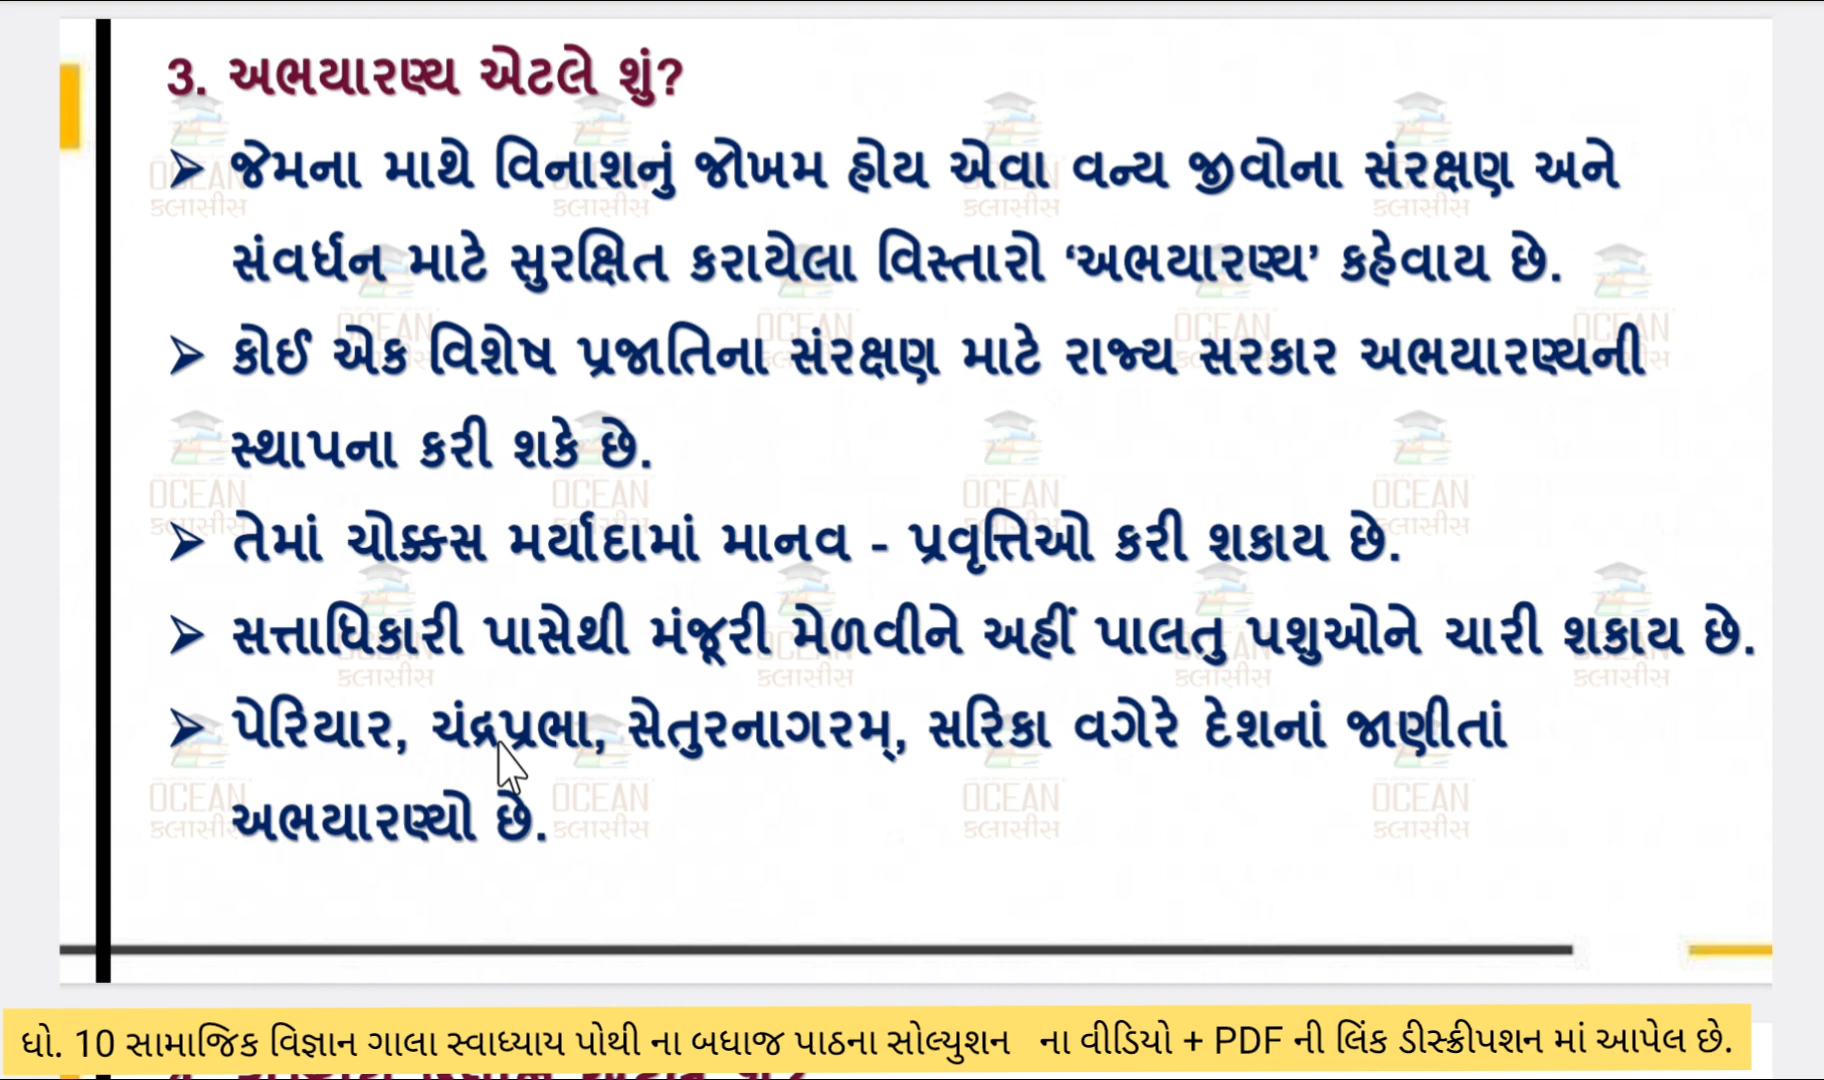 3. અભયારણ્ય એટલે શું?
➤ જેમના માથે વિનાશનું જોખમ હોય એવા વન્ય જીવોના સંરક્ષણ અને
સંવર્ધન માટે સુરક્ષિત કરાયેલા વિસ્તારો ‘અભયારણ્ય’ કહેવાય છે.
➤ કોઈ એક વિશેષ પ્રજાતિના સંરક્ષણ માટે રાજ્ય સરકાર અભયારણ્યની
સ્થાપના કરી શકે છે.
➤ તેમાં ચોક્કસ મર્યાદામાં માનવ - પ્રવૃત્તિઓ કરી શકાય છે.
➤ સત્તાધિકારી પાસેથી મંજૂરી મેળવીને અહીં પાલતુ પશુઓને ચારી શકાય છે.
➤ પેરિયાર, ચંદ્રપ્રભા, સેતુરનાગરમ્, સરિકા વગેરે દેશનાં જાણીતાં
અભયારણ્યો છે.
OCEAN
ક્લાસીસ
ધો. 10 સામાજિક વિજ્ઞાન ગાલા સ્વાધ્યાય પોથી ના બધાજ પાઠના સોલ્યુશન ના વીડિયો + PDF ની લિંક ડીસ્ક્રીપશન માં આપેલ છે.